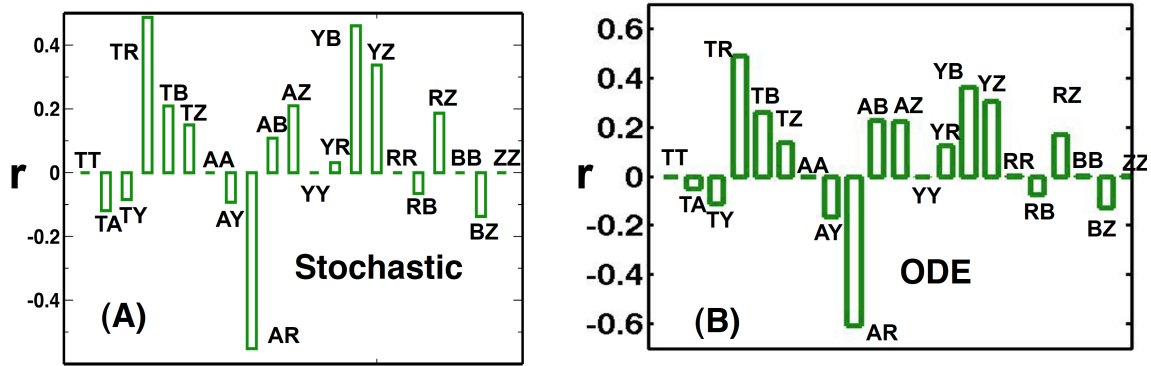 0.4
0.2
0
-0.2
-0.4
r
TT
TA
TY
TR
TB
TZ
AA
AY
AR
AB
AZ
YY
YR
YB
YZ
RR
RB
RZ
BB
BZ
ZZ
Stochastic
(A)
0.6
0.4
0.2
0
-0.2
-0.4
-0.6
r
TT
TA
TY
TR
TB
TZ
AA
AY
AR
AB
AZ
YY
YR
YB
YZ
RR
RB
RZ
BB
BZ
ZZ
ODE
(B)